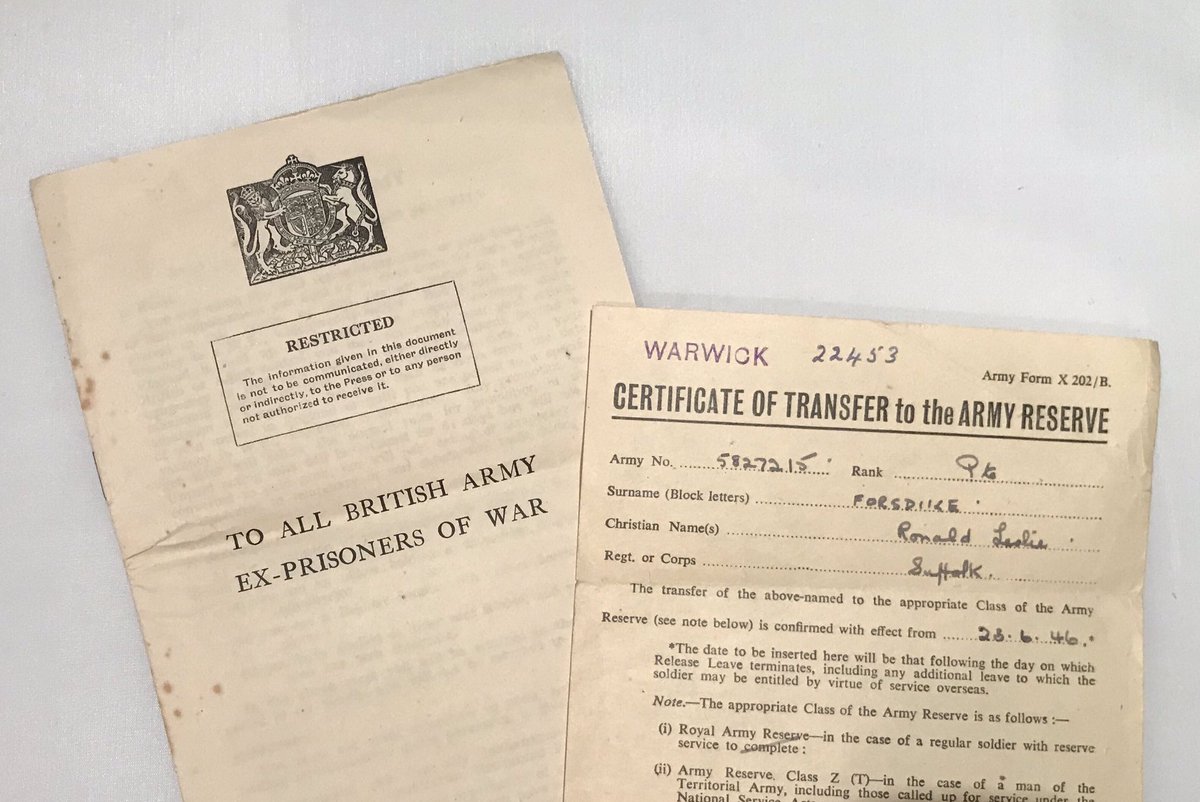 RESTRICTED
The information given in this document
is not to be communicated, either directly
or indirectly, to the Press or to any person
not authorized to receive it.
TO ALL BRITISH ARMY
EX-PRISONERS OF WAR
WARWICK 22453
Army Form X 202/B.
CERTIFICATE OF TRANSFER to the ARMY RESERVE
Army No. 5827215 Rank Pte
Surname (Block letters) FORSDIKE
Christian Name(s) Ronald Leslie
Regt. or Corps Suffolk.
The transfer of the above-named to the appropriate Class of the Army
Reserve (see note below) is confirmed with effect from 23.6.46.*
*The date to be inserted here will be that following the day on which
Release Leave terminates, including any additional leave to which the
soldier may be entitled by virtue of service overseas.
Note.—The appropriate Class of the Army Reserve is as follows :—
(i) Royal Army Reserve—in the case of a regular soldier with reserve
service to complete :
(ii) Army Reserve, Class Z (T)—in the case of a man of the
Territorial Army, including those called up for service under the
National Service